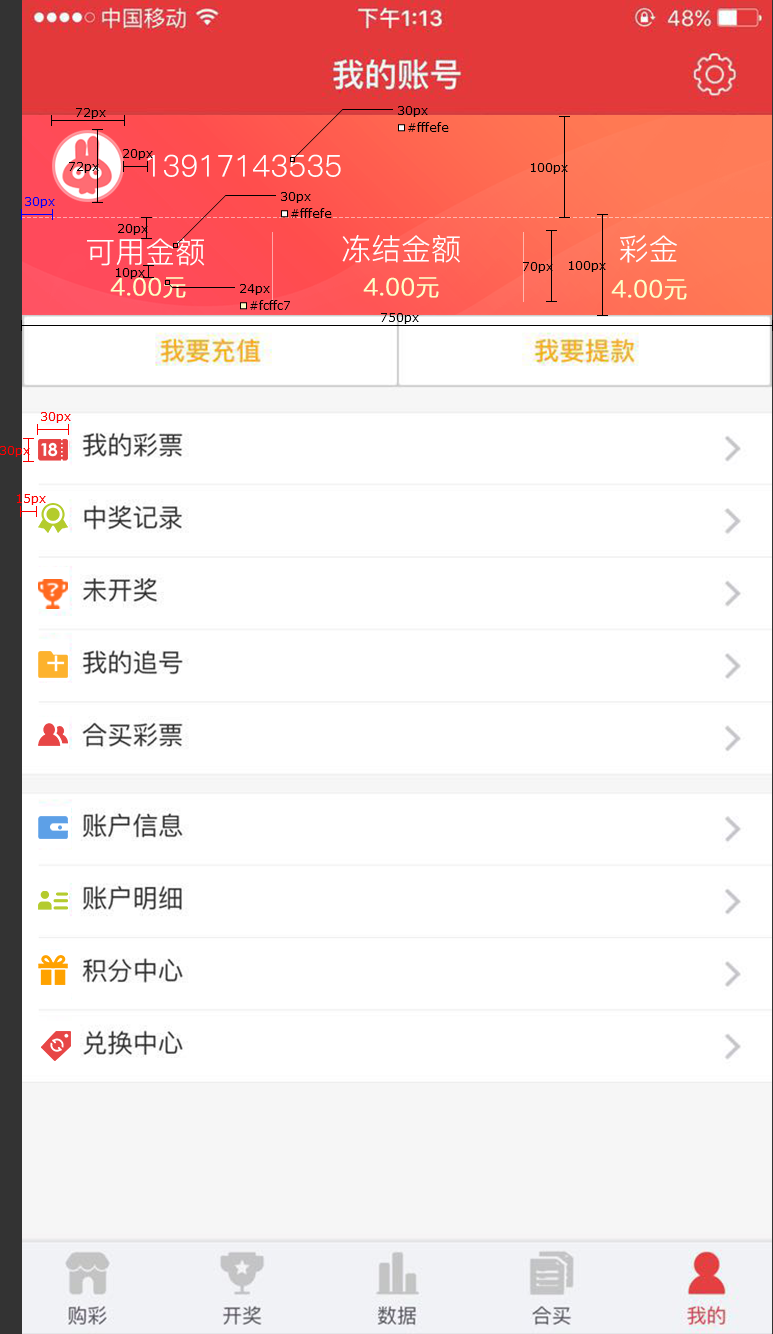 中国移动 下午1:13 48%
我的账号
72px
30px
#fffefe
72px
20px
13917143535
100px
30px
30px
#fffefe
20px
可用金额 冻结金额 彩金
10px
70px
100px
4.00元 4.00元 4.00元
24px
#fcffc7
750px
我要充值 我要提款
30px
30px
18 我的彩票
15px
中奖记录
? 未开奖
我的追号
合买彩票
账户信息
账户明细
积分中心
兑换中心
购彩 开奖 数据 合买 我的